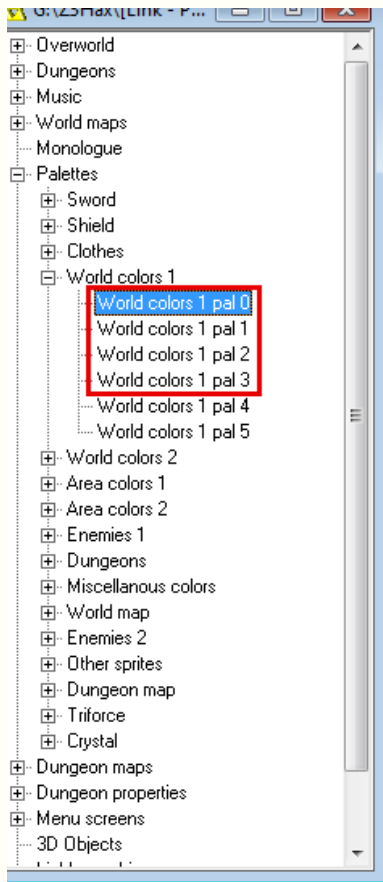 G:\Z3Hax\[Link - P...
Overworld
Dungeons
Music
World maps
Monologue
Palettes
Sword
Shield
Clothes
World colors 1
World colors 1 pal 0
World colors 1 pal 1
World colors 1 pal 2
World colors 1 pal 3
World colors 1 pal 4
World colors 1 pal 5
World colors 2
Area colors 1
Area colors 2
Enemies 1
Dungeons
Miscellanous colors
World map
Enemies 2
Other sprites
Dungeon map
Triforce
Crystal
Dungeon maps
Dungeon properties
Menu screens
3D Objects